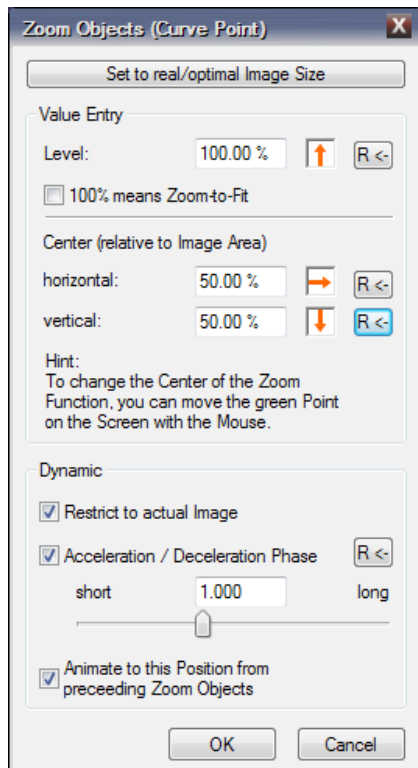 Zoom Objects (Curve Point)
X
Set to real/optimal Image Size
Value Entry
Level: 100.00 % R <-
100% means Zoom-to-Fit
Center (relative to Image Area)
horizontal: 50.00 % R <-
vertical: 50.00 % R <-
Hint:
To change the Center of the Zoom
Function, you can move the green Point
on the Screen with the Mouse.
Dynamic
Restrict to actual Image
Acceleration / Deceleration Phase R <-
short 1.000 long
Animate to this Position from
preceeding Zoom Objects
OK Cancel